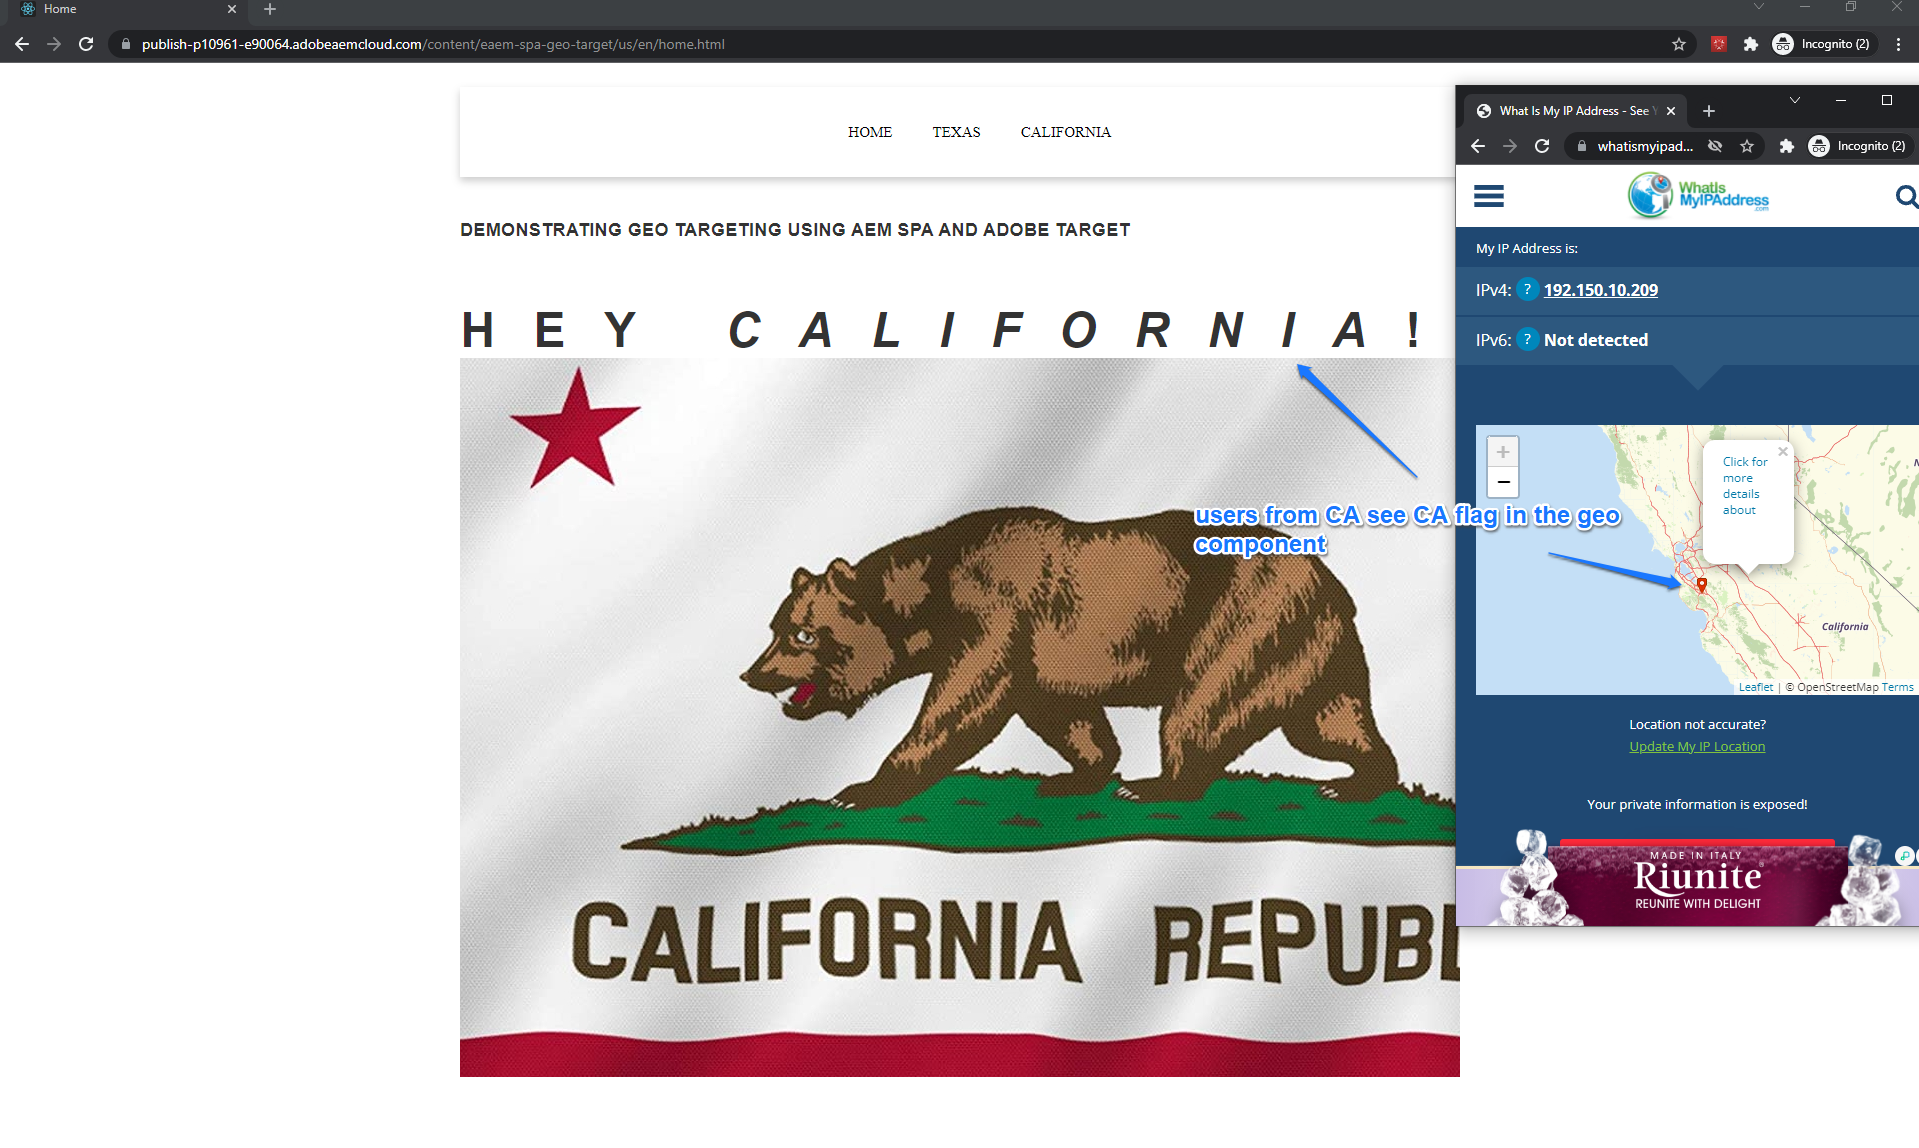 Home
publish-p10961-e90064.adobeaemcloud.com/content/eaem-spa-geo-target/us/en/home.html
Incognito (2)
HOME
TEXAS
CALIFORNIA
DEMONSTRATING GEO TARGETING USING AEM SPA AND ADOBE TARGET
HEY CALIFORNIA!
users from CA see CA flag in the geo
component
CALIFORNIA REPUBL
What Is My IP Address - See Y
whatismyipad...
Incognito (2)
WhatIs
MyIPAddress
.com
My IP Address is:
IPv4: ? 192.150.10.209
IPv6: ? Not detected
+
−
Click for
more
details
about
×
N
California
Leaflet | © OpenStreetMap Terms
Location not accurate?
Update My IP Location
Your private information is exposed!
MADE IN ITALY
Riunite
REUNITE WITH DELIGHT